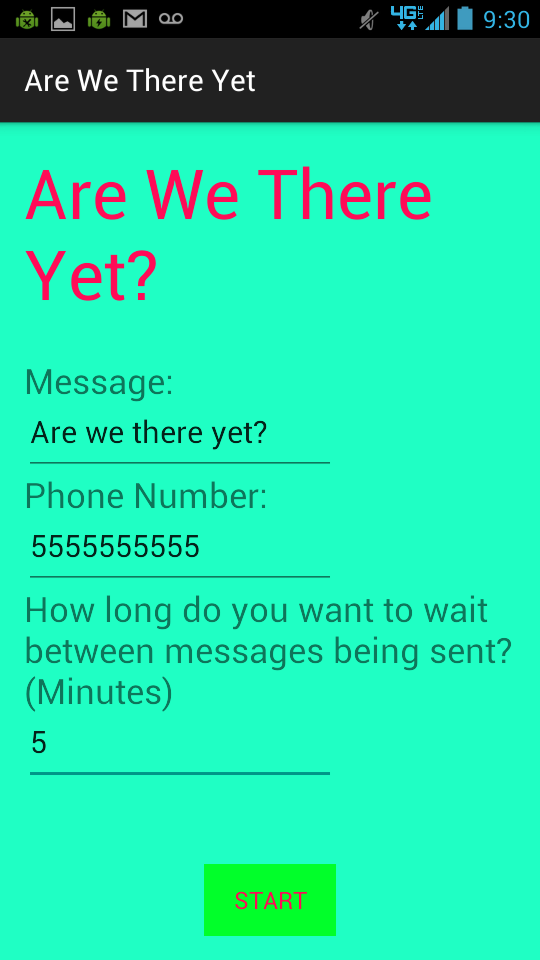 4G LTE 9:30
Are We There Yet
Are We There
Yet?
Message:
Are we there yet?
Phone Number:
5555555555
How long do you want to wait
between messages being sent?
(Minutes)
5
START